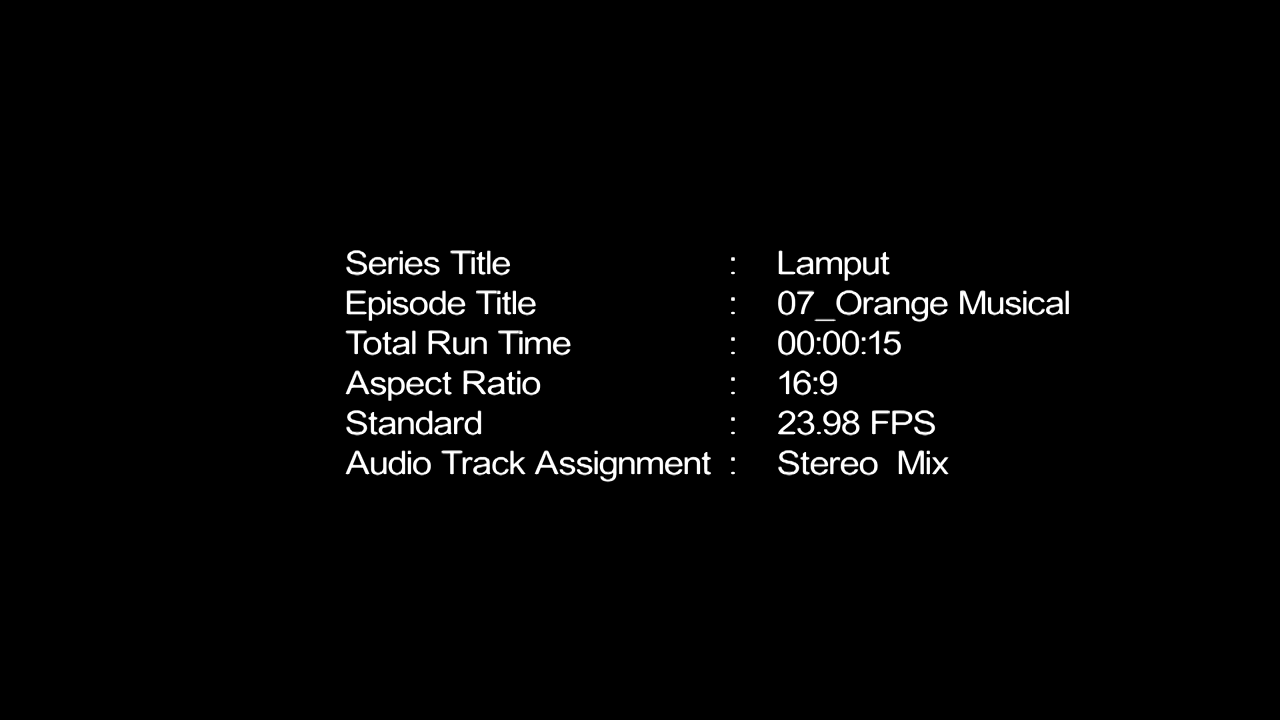 Series Title : Lamput
Episode Title : 07_Orange Musical
Total Run Time : 00:00:15
Aspect Ratio : 16:9
Standard : 23.98 FPS
Audio Track Assignment : Stereo  Mix